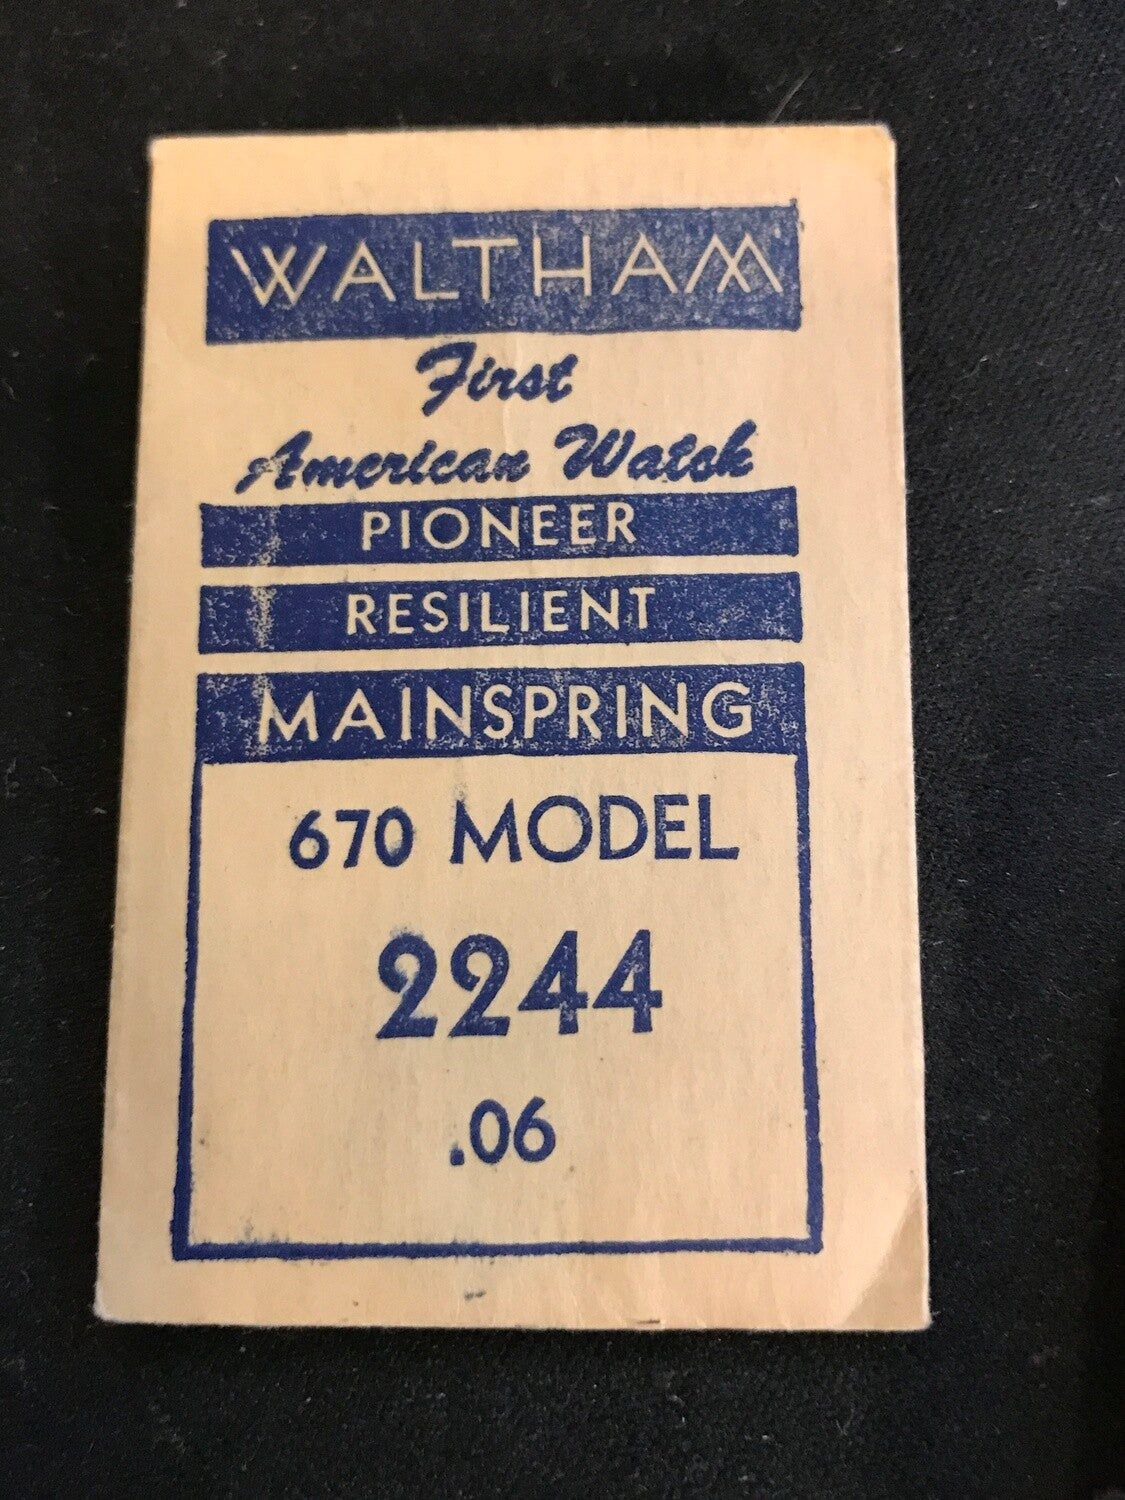 WALTHAM
First
American Watch
PIONEER
RESILIENT
MAINSPRING
670 MODEL
2244
.06